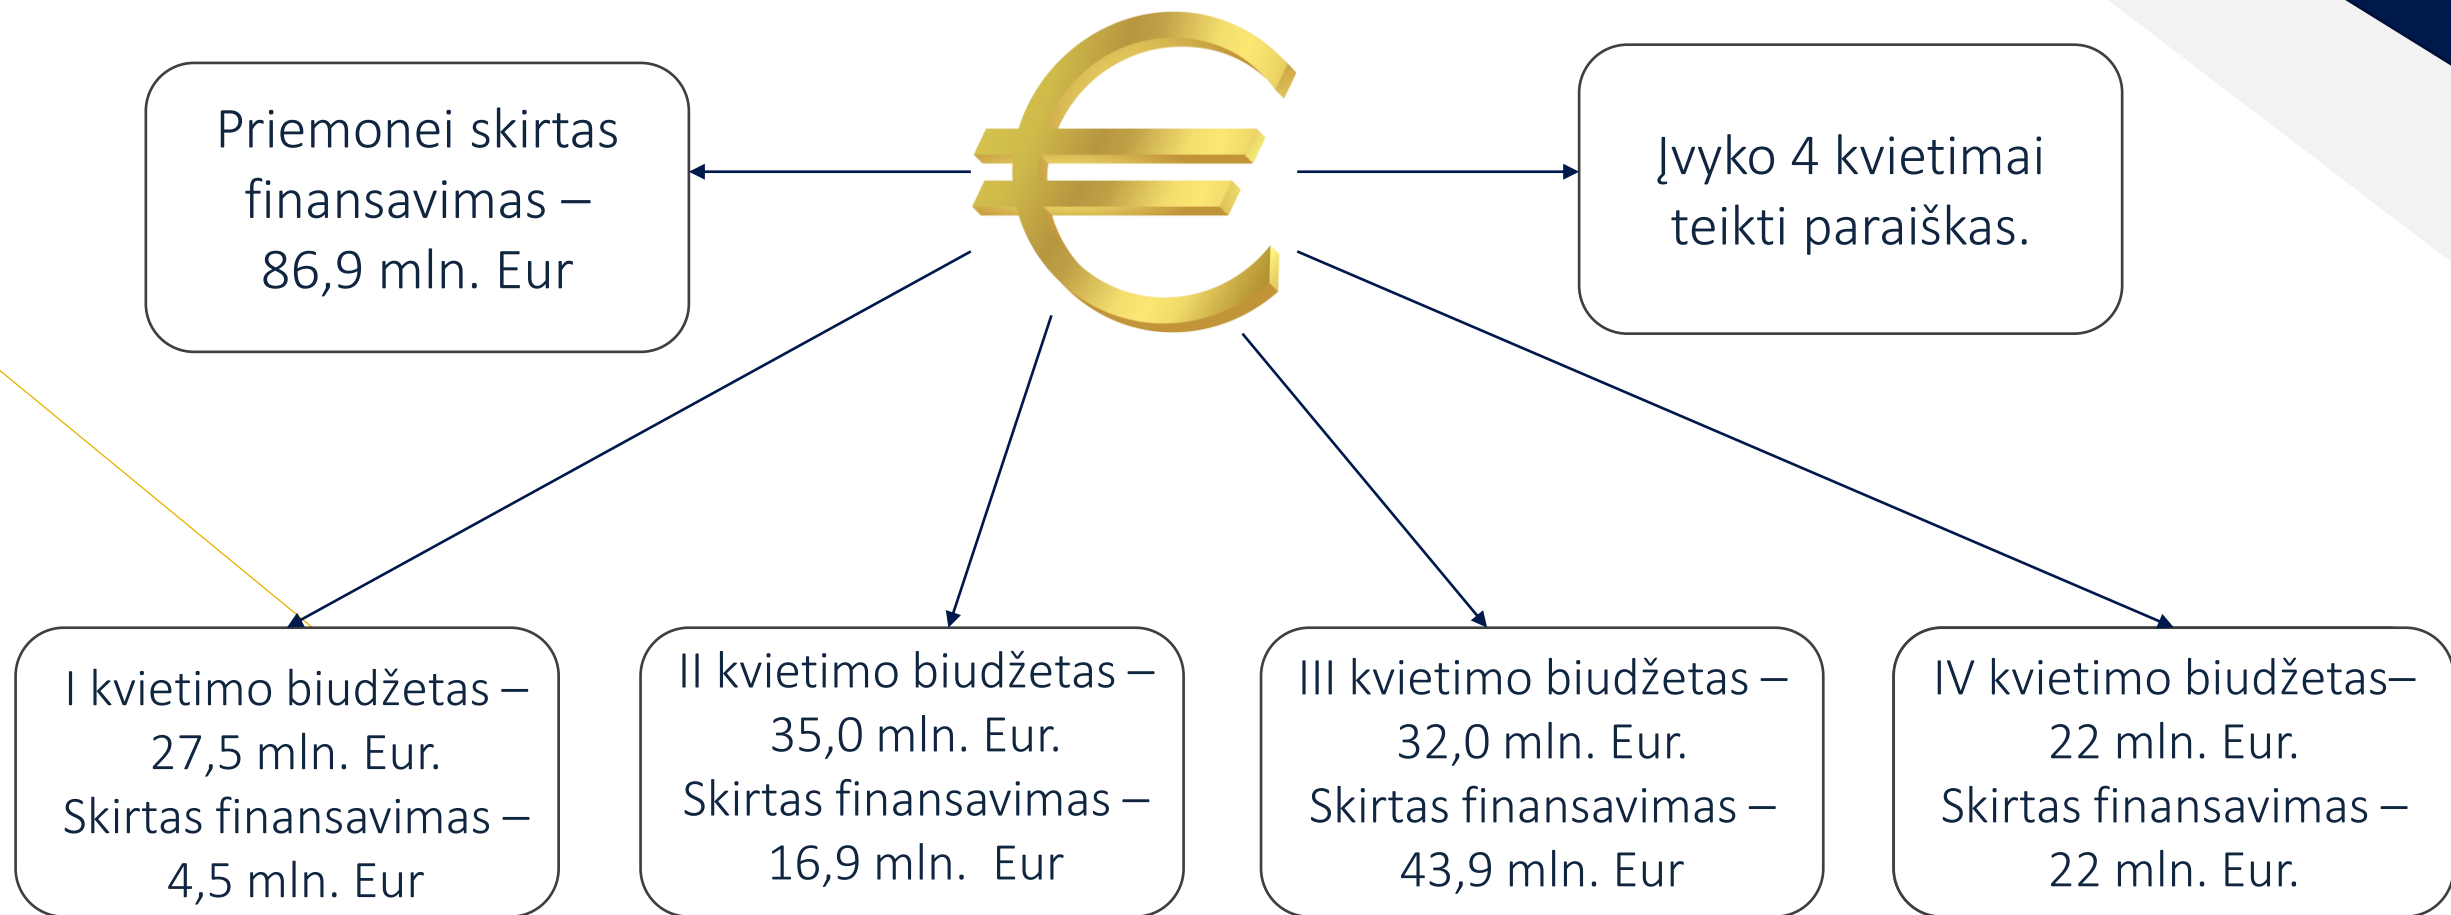 Priemonei skirtas
finansavimas –
86,9 mln. Eur
Įvyko 4 kvietimai
teikti paraiškas.
I kvietimo biudžetas –
27,5 mln. Eur.
Skirtas finansavimas –
4,5 mln. Eur
II kvietimo biudžetas –
35,0 mln. Eur.
Skirtas finansavimas –
16,9 mln.  Eur
III kvietimo biudžetas –
32,0 mln. Eur.
Skirtas finansavimas –
43,9 mln. Eur
IV kvietimo biudžetas–
22 mln. Eur.
Skirtas finansavimas –
22 mln. Eur.